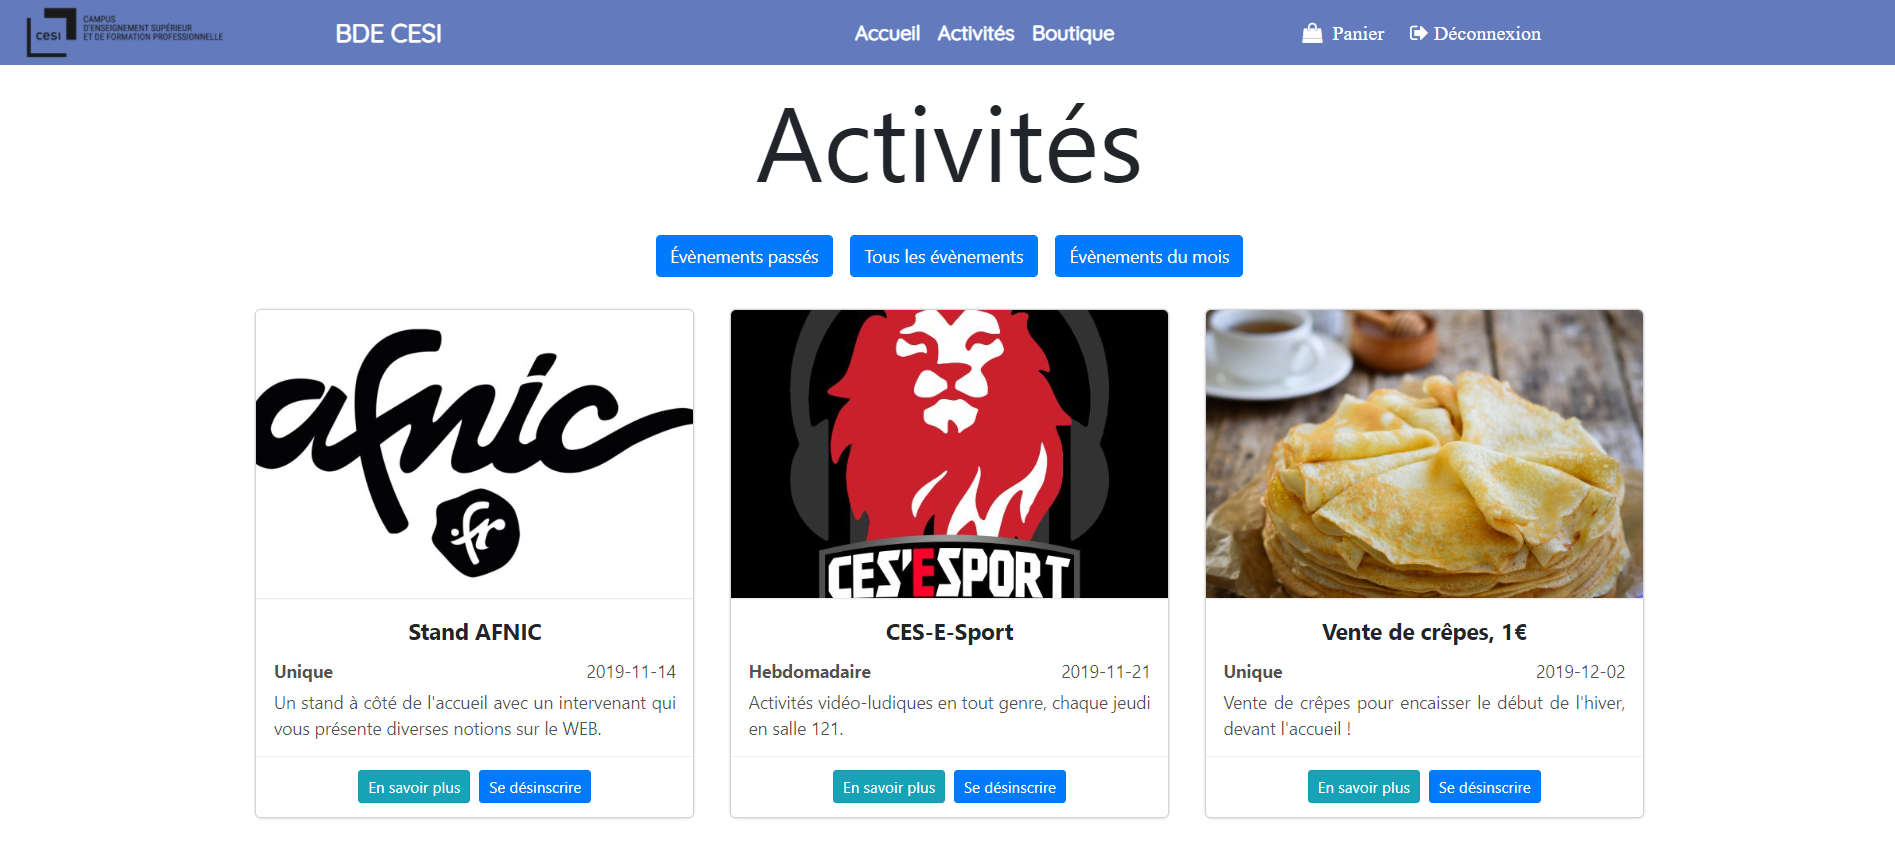 cesi
CAMPUS
D'ENSEIGNEMENT SUPÉRIEUR
ET DE FORMATION PROFESSIONNELLE
BDE CESI
Accueil Activités Boutique
Panier Déconnexion
Activités
Évènements passés Tous les évènements Évènements du mois
afnic
.fr
CES'ESPORT
Stand AFNIC
Unique 2019-11-14
Un stand à côté de l'accueil avec un intervenant qui
vous présente diverses notions sur le WEB.
En savoir plus Se désinscrire
CES-E-Sport
Hebdomadaire 2019-11-21
Activités vidéo-ludiques en tout genre, chaque jeudi
en salle 121.
En savoir plus Se désinscrire
Vente de crêpes, 1€
Unique 2019-12-02
Vente de crêpes pour encaisser le début de l'hiver,
devant l'accueil !
En savoir plus Se désinscrire